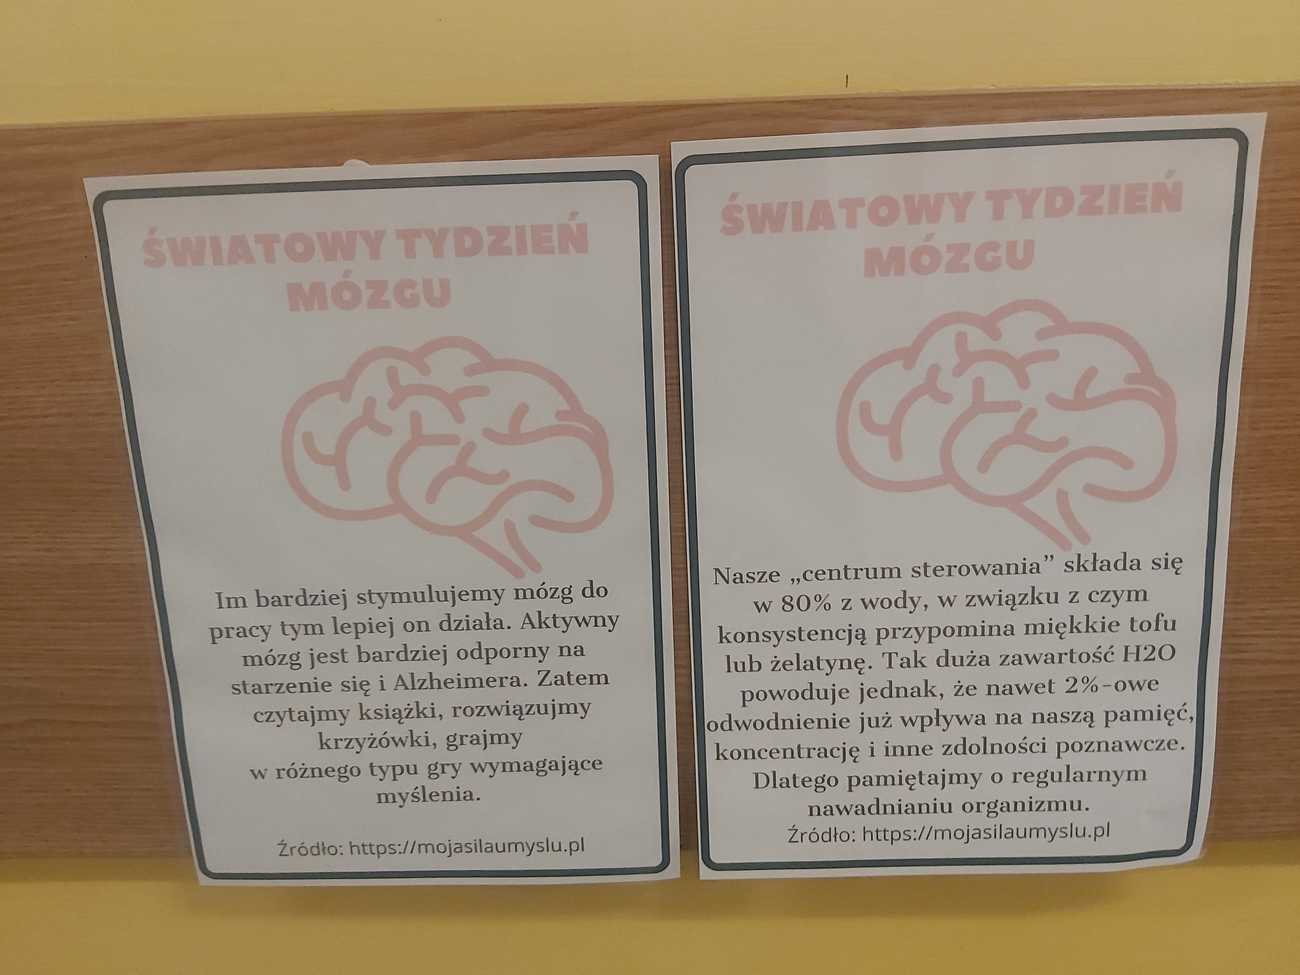 ŚWIATOWY TYDZIEŃ
MÓZGU
Im bardziej stymulujemy mózg do
pracy tym lepiej on działa. Aktywny
mózg jest bardziej odporny na
starzenie się i Alzheimera. Zatem
czytajmy książki, rozwiązujmy
krzyżówki, grajmy
w różnego typu gry wymagające
myślenia.
Źródło: https://mojasilaumyslu.pl
ŚWIATOWY TYDZIEŃ
MÓZGU
Nasze „centrum sterowania” składa się
w 80% z wody, w związku z czym
konsystencją przypomina miękkie tofu
lub żelatynę. Tak duża zawartość H2O
powoduje jednak, że nawet 2%-owe
odwodnienie już wpływa na naszą pamięć,
koncentrację i inne zdolności poznawcze.
Dlatego pamiętajmy o regularnym
nawadnianiu organizmu.
Źródło: https://mojasilaumyslu.pl